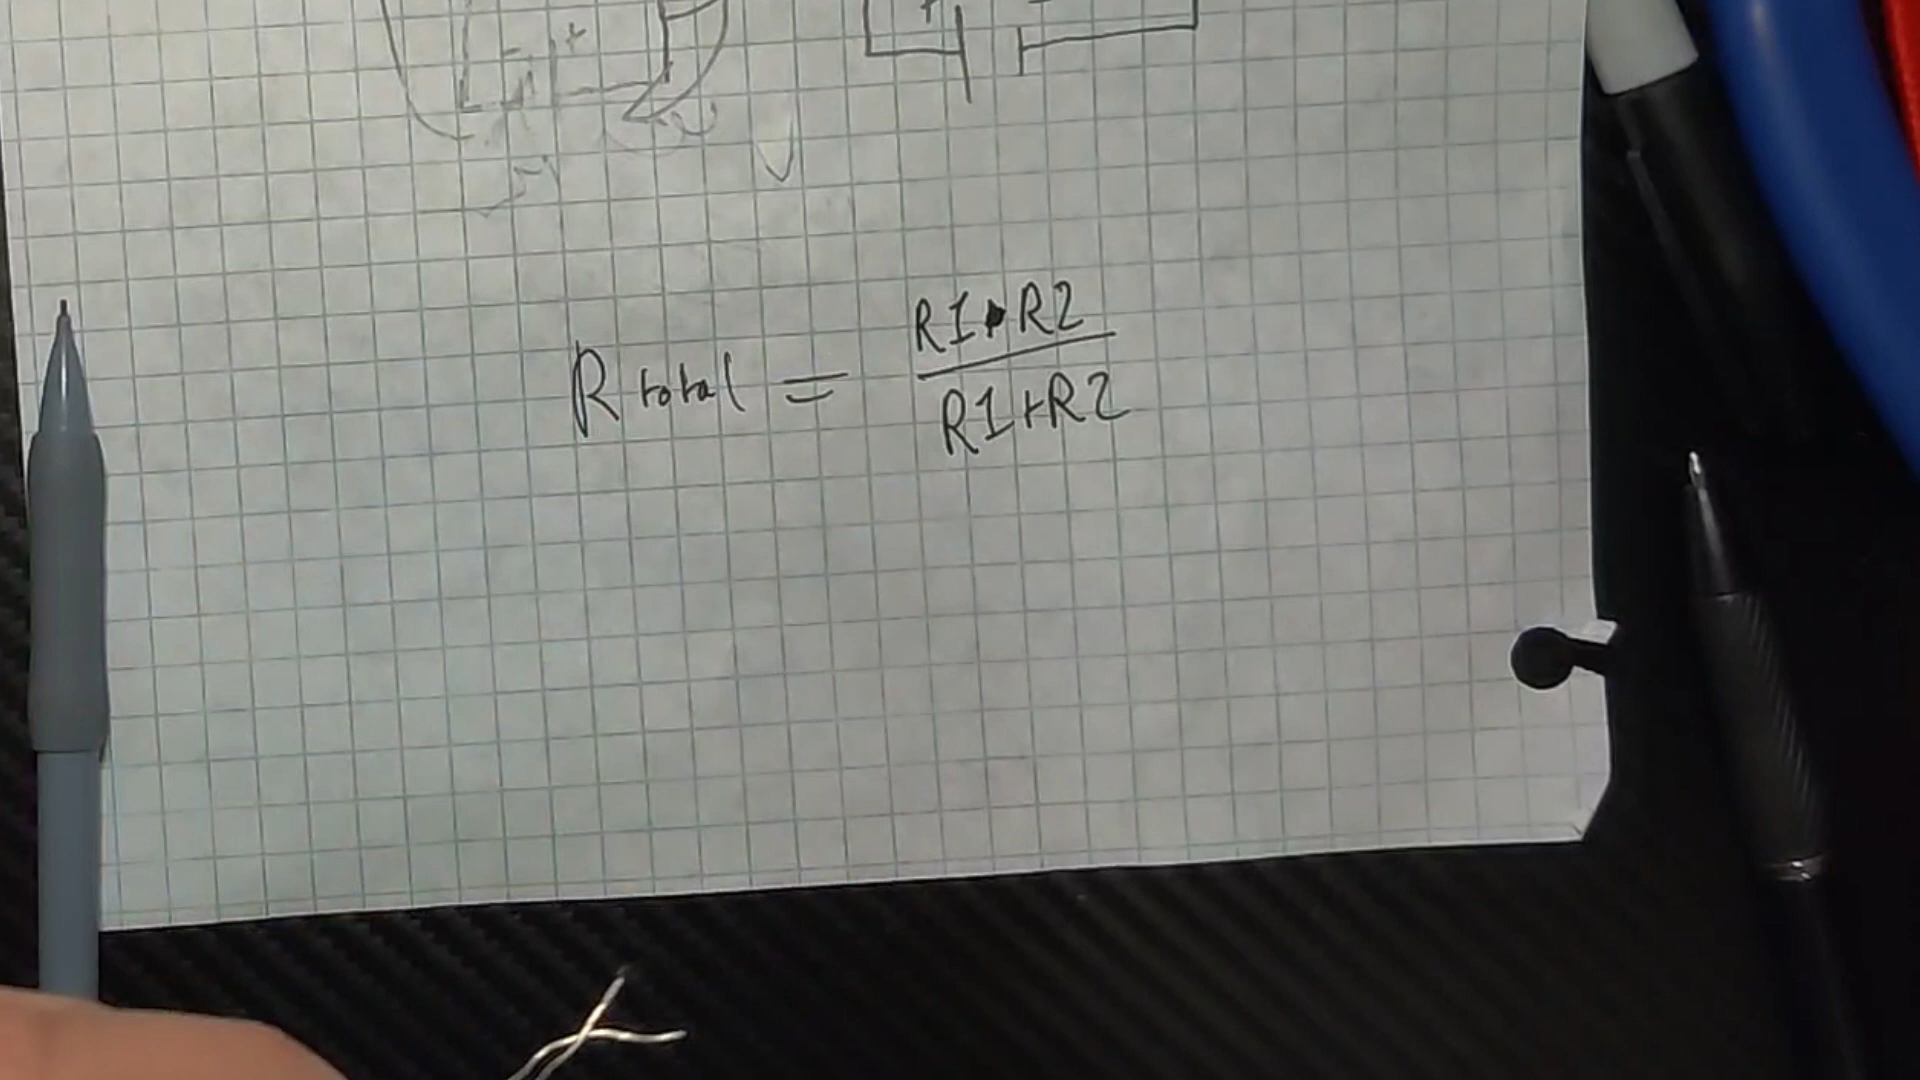 R total = R1 • R2
R1 + R2